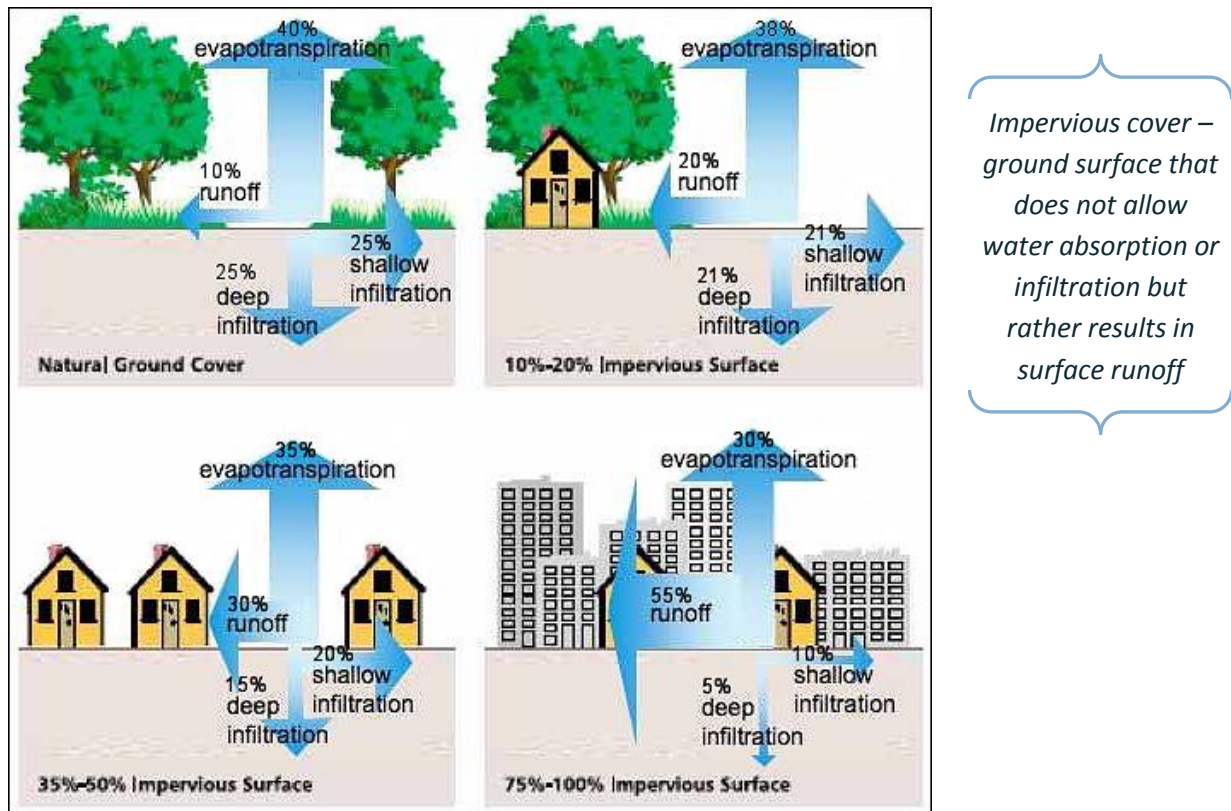 40%
evapotranspiration
10%
runoff
25%
shallow
infiltration
25%
deep
infiltration
Natural Ground Cover
38%
evapotranspiration
20%
runoff
21%
shallow
infiltration
21%
deep
infiltration
10%-20% Impervious Surface
Impervious cover –
ground surface that
does not allow
water absorption or
infiltration but
rather results in
surface runoff
35%
evapotranspiration
30%
runoff
20%
shallow
infiltration
15%
deep
infiltration
35%-50% Impervious Surface
30%
evapotranspiration
55%
runoff
10%
shallow
infiltration
5%
deep
infiltration
75%-100% Impervious Surface